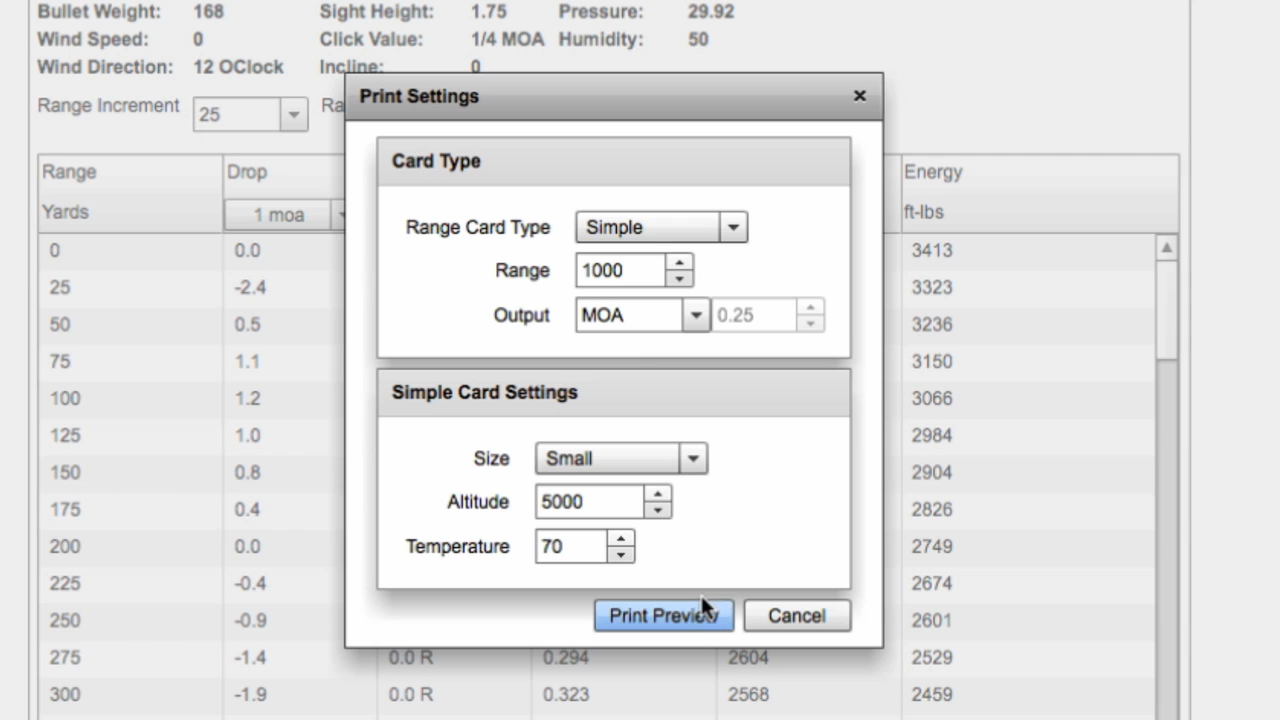 Bullet Weight: 168 Sight Height: 1.75 Pressure: 29.92
Wind Speed: 0 Click Value: 1/4 MOA Humidity: 50
Wind Direction: 12 OClock Incline: 0
Range Increment 25 Ra
Print Settings ×
Card Type
Range Card Type Simple
Range 1000
Output MOA 0.25
Simple Card Settings
Size Small
Altitude 5000
Temperature 70
Print Preview Cancel
Range Drop Energy
Yards 1 moa ft-lbs
0 0.0 3413
25 -2.4 3323
50 0.5 3236
75 1.1 3150
100 1.2 3066
125 1.0 2984
150 0.8 2904
175 0.4 2826
200 0.0 2749
225 -0.4 2674
250 -0.9 2601
275 -1.4 0.0 R 0.294 2604 2529
300 -1.9 0.0 R 0.323 2568 2459